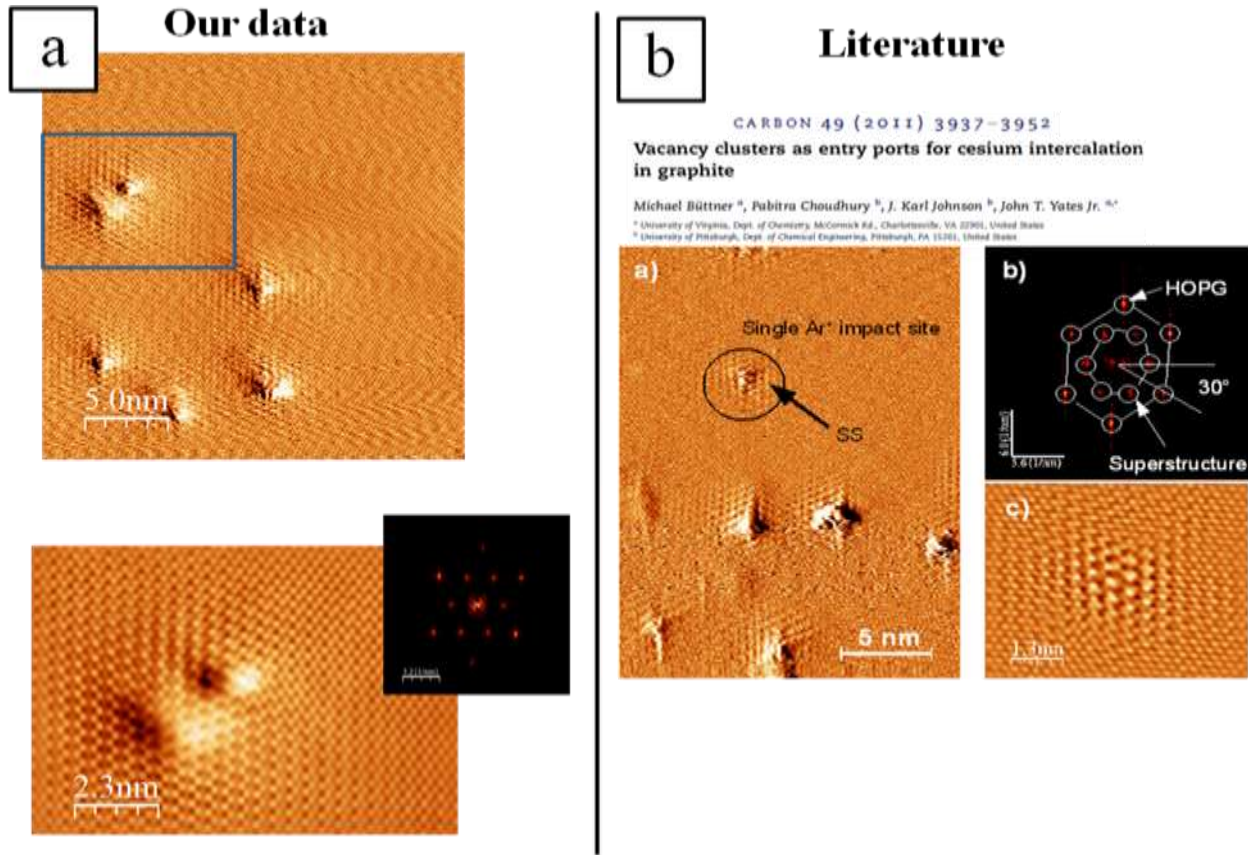 a
Our data
5.0nm
2.3nm
b
Literature
CARBON 49 (2011) 3937–3952
Vacancy clusters as entry ports for cesium intercalation
in graphite
Michael Büttner a, Pabitra Choudhury b, J. Karl Johnson b, John T. Yates Jr. a,*
a University of Virginia, Dept. of Chemistry, McCormick Rd., Charlottesville, VA 22901, United States
b University of Pittsburgh, Dept. of Chemical Engineering, Pittsburgh, PA 15261, United States
a)
Single Ar+ impact site
SS
5 nm
b)
HOPG
30°
Superstructure
c)
1.3nm